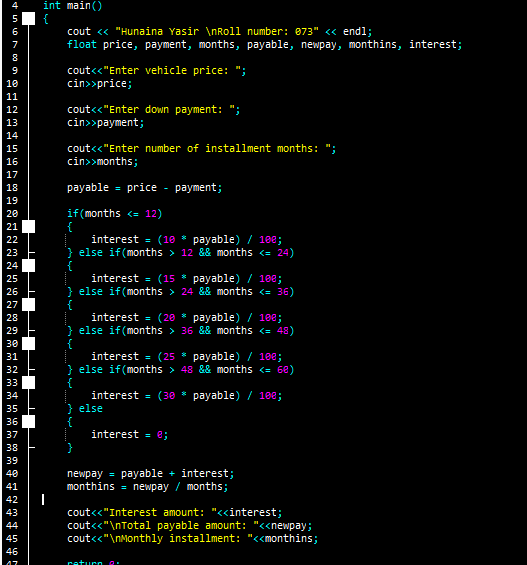 4 int main()
5 {
6 cout << "Hunaina Yasir \nRoll number: 073" << endl;
7 float price, payment, months, payable, newpay, monthins, interest;
8
9 cout<<"Enter vehicle price: ";
10 cin>>price;
11
12 cout<<"Enter down payment: ";
13 cin>>payment;
14
15 cout<<"Enter number of installment months: ";
16 cin>>months;
17
18 payable = price - payment;
19
20 if(months <= 12)
21 {
22 interest = (10 * payable) / 100;
23 } else if(months > 12 && months <= 24)
24 {
25 interest = (15 * payable) / 100;
26 } else if(months > 24 && months <= 36)
27 {
28 interest = (20 * payable) / 100;
29 } else if(months > 36 && months <= 48)
30 {
31 interest = (25 * payable) / 100;
32 } else if(months > 48 && months <= 60)
33 {
34 interest = (30 * payable) / 100;
35 } else
36 {
37 interest = 0;
38 }
39
40 newpay = payable + interest;
41 monthins = newpay / months;
42
43 cout<<"Interest amount: "<<interest;
44 cout<<"\nTotal payable amount: "<<newpay;
45 cout<<"\nMonthly installment: "<<monthins;
46
47 return 0;